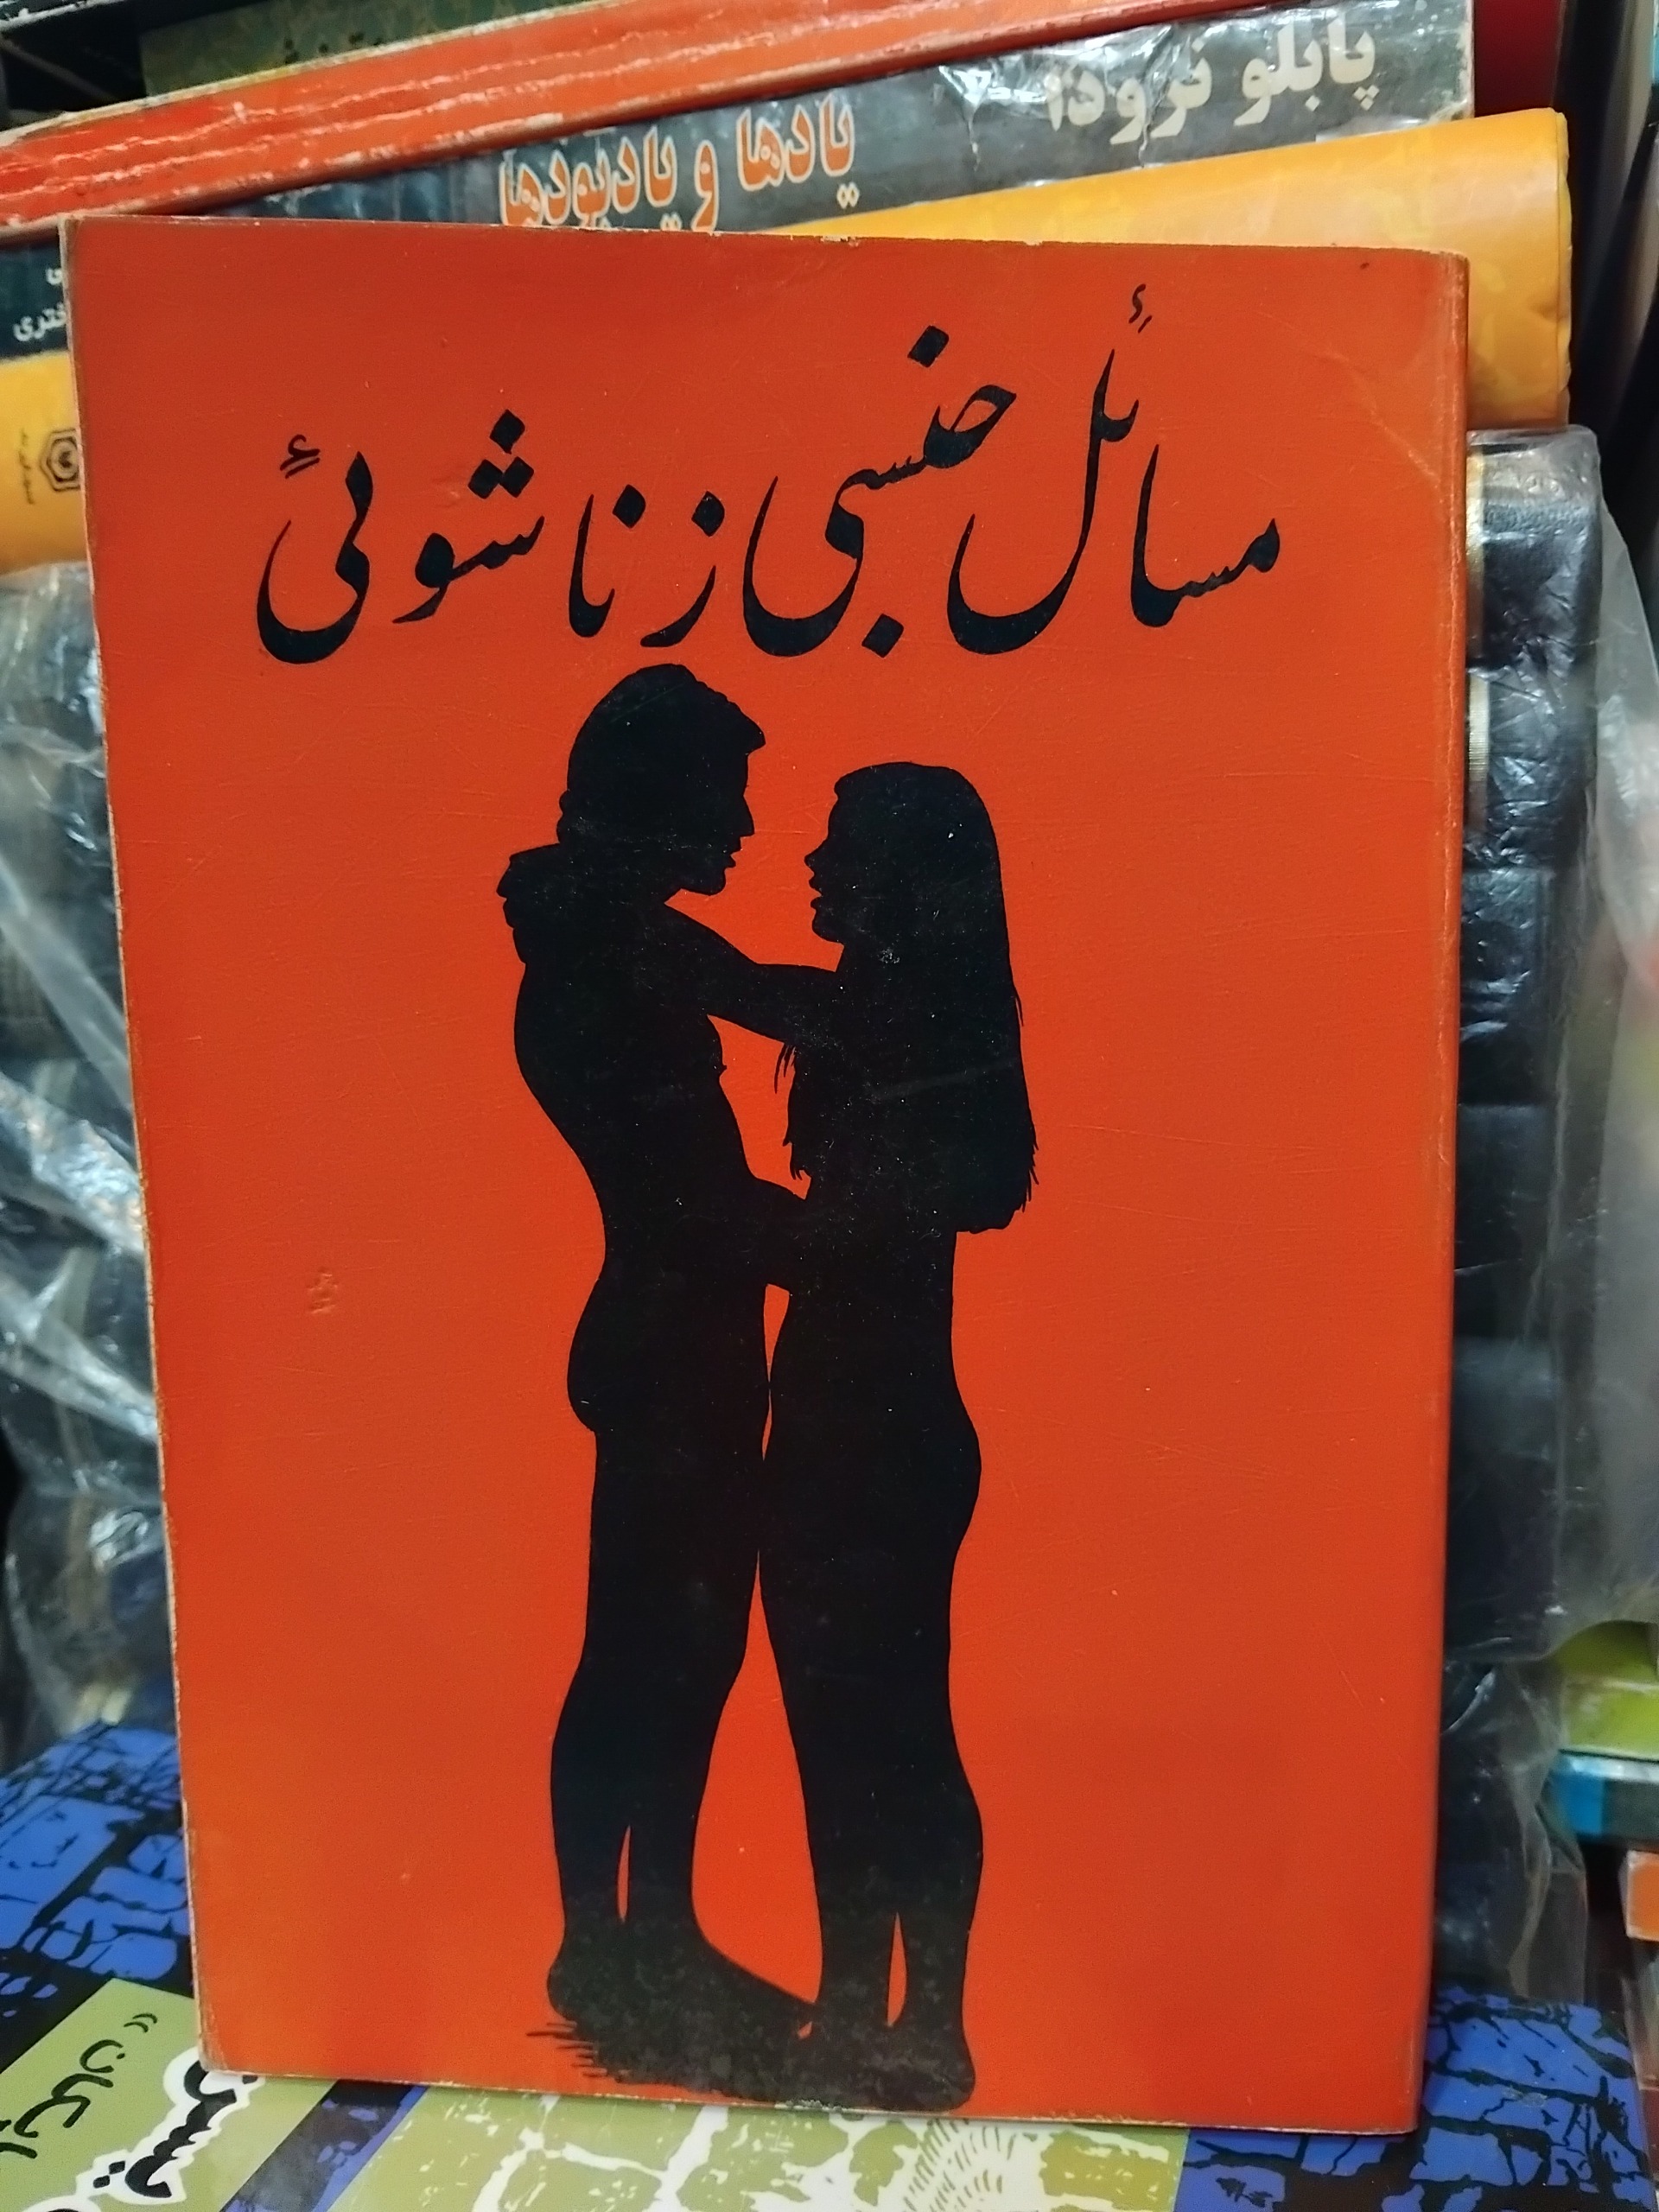 پابلو نرودا
یادها و یادبودها
مسائل جنسی زناشوئی